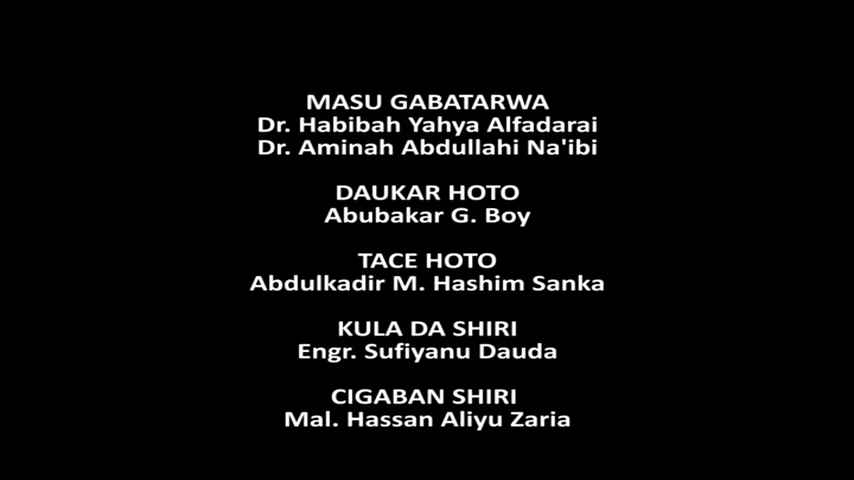 MASU GABATARWA
Dr. Habibah Yahya Alfadarai
Dr. Aminah Abdullahi Na'ibi
DAUKAR HOTO
Abubakar G. Boy
TACE HOTO
Abdulkadir M. Hashim Sanka
KULA DA SHIRI
Engr. Sufiyanu Dauda
CIGABAN SHIRI
Mal. Hassan Aliyu Zaria